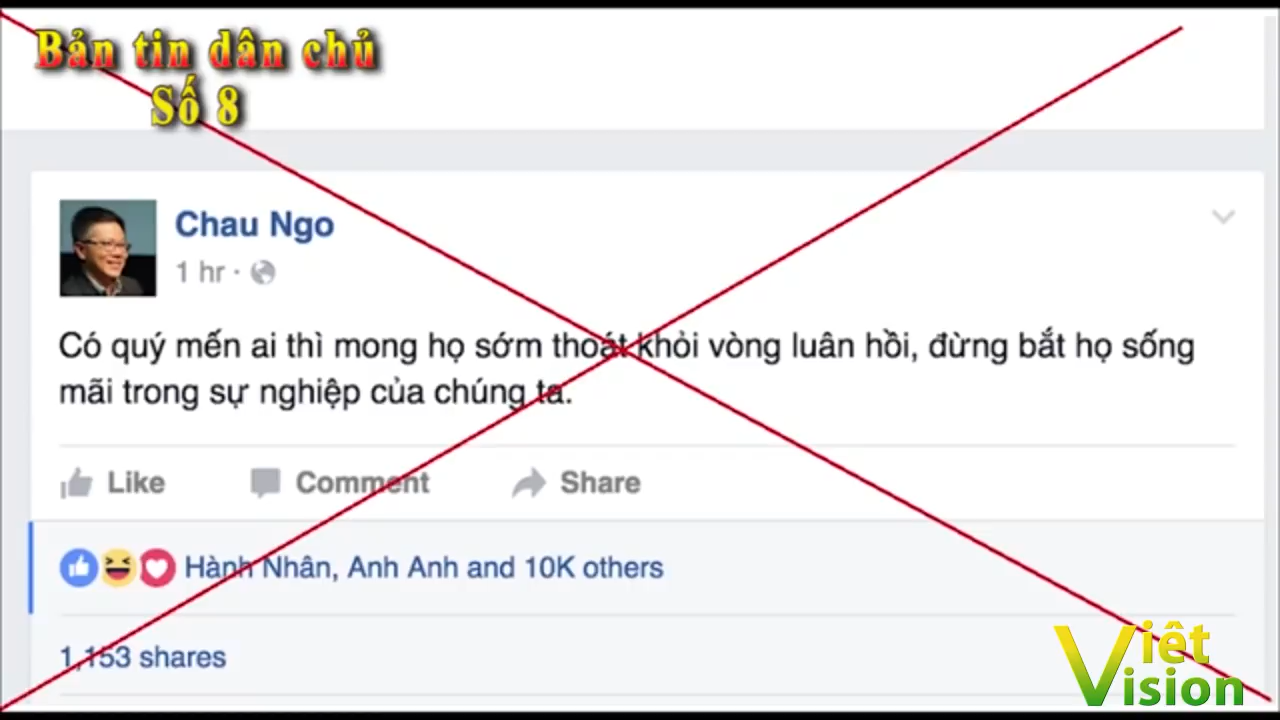 Bản tin dân chủ
Số 8
Chau Ngo
1 hr ·
Có quý mến ai thì mong họ sớm thoát khỏi vòng luân hồi, đừng bắt họ sống
mãi trong sự nghiệp của chúng ta.
Like Comment Share
Hành Nhân, Anh Anh and 10K others
1,153 shares
Việt
Vision